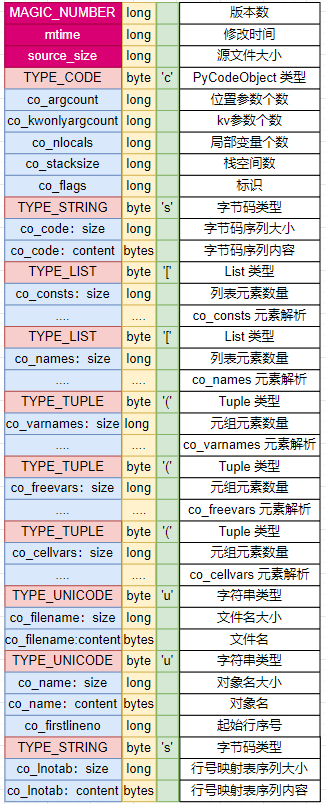 MAGIC_NUMBER long 版本数
mtime long 修改时间
source_size long 源文件大小
TYPE_CODE byte 'c' PyCodeObject 类型
co_argcount long 位置参数个数
co_kwonlyargcount long kv参数个数
co_nlocals long 局部变量个数
co_stacksize long 栈空间数
co_flags long 标识
TYPE_STRING byte 's' 字节码类型
co_code: size long 字节码序列大小
co_code: content bytes 字节码序列内容
TYPE_LIST byte '[' List 类型
co_consts: size long 列表元素数量
.... .... co_consts 元素解析
TYPE_LIST byte '[' List 类型
co_names: size long 列表元素数量
.... .... co_names 元素解析
TYPE_TUPLE byte '(' Tuple 类型
co_varnames: size long 元组元素数量
.... .... co_varnames 元素解析
TYPE_TUPLE byte '(' Tuple 类型
co_freevars: size long 元组元素数量
.... .... co_freevars 元素解析
TYPE_TUPLE byte '(' Tuple 类型
co_cellvars: size long 元组元素数量
.... .... co_cellvars 元素解析
TYPE_UNICODE byte 'u' 字符串类型
co_filename: size long 文件名大小
co_filename:content bytes 文件名
TYPE_UNICODE byte 'u' 字符串类型
co_name: size long 对象名大小
co_name: content bytes 对象名
co_firstlineno long 起始行序号
TYPE_STRING byte 's' 字节码类型
co_lnotab: size long 行号映射表序列大小
co_lnotab: content bytes 行号映射表序列内容